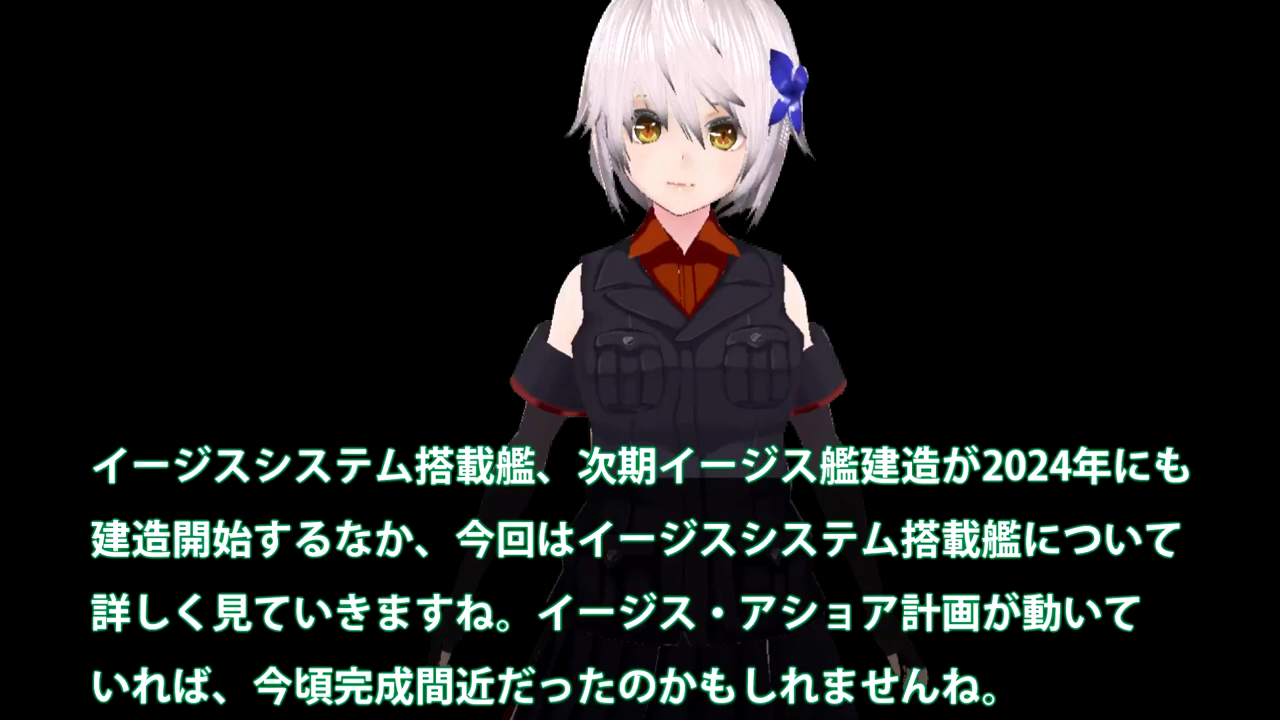 イージスシステム搭載艦、次期イージス艦建造が2024年にも
建造開始するなか、今回はイージスシステム搭載艦について
詳しく見ていきますね。イージス・アショア計画が動いて
いれば、今頃完成間近だったのかもしれませんね。